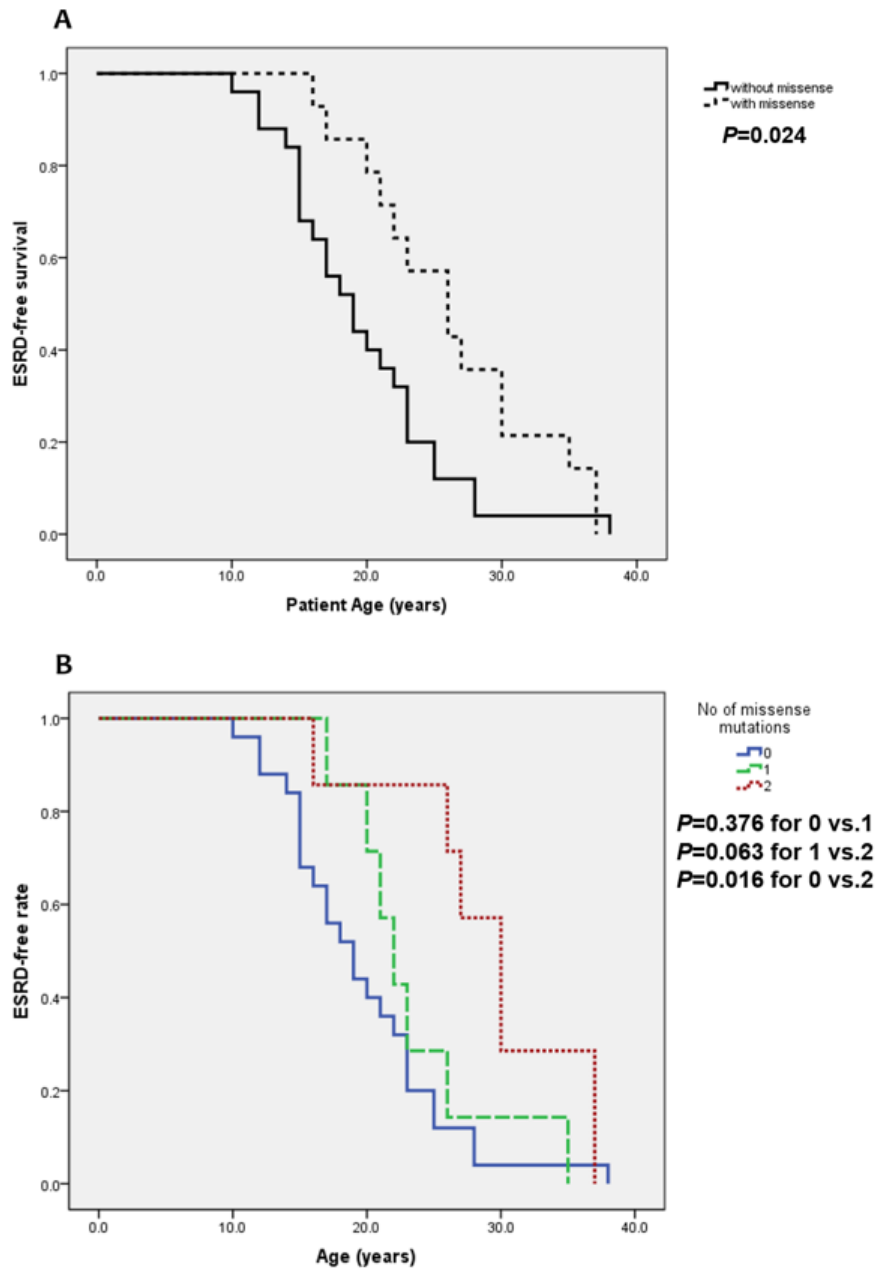 A
1.0
0.8
0.6
0.4
0.2
0.0
ESRD-free survival
0.0 10.0 20.0 30.0 40.0
Patient Age (years)
without missense
with missense
P=0.024
B
1.0
0.8
0.6
0.4
0.2
0.0
ESRD-free rate
0.0 10.0 20.0 30.0 40.0
Age (years)
No of missense
mutations
0
1
2
P=0.376 for 0 vs.1
P=0.063 for 1 vs.2
P=0.016 for 0 vs.2